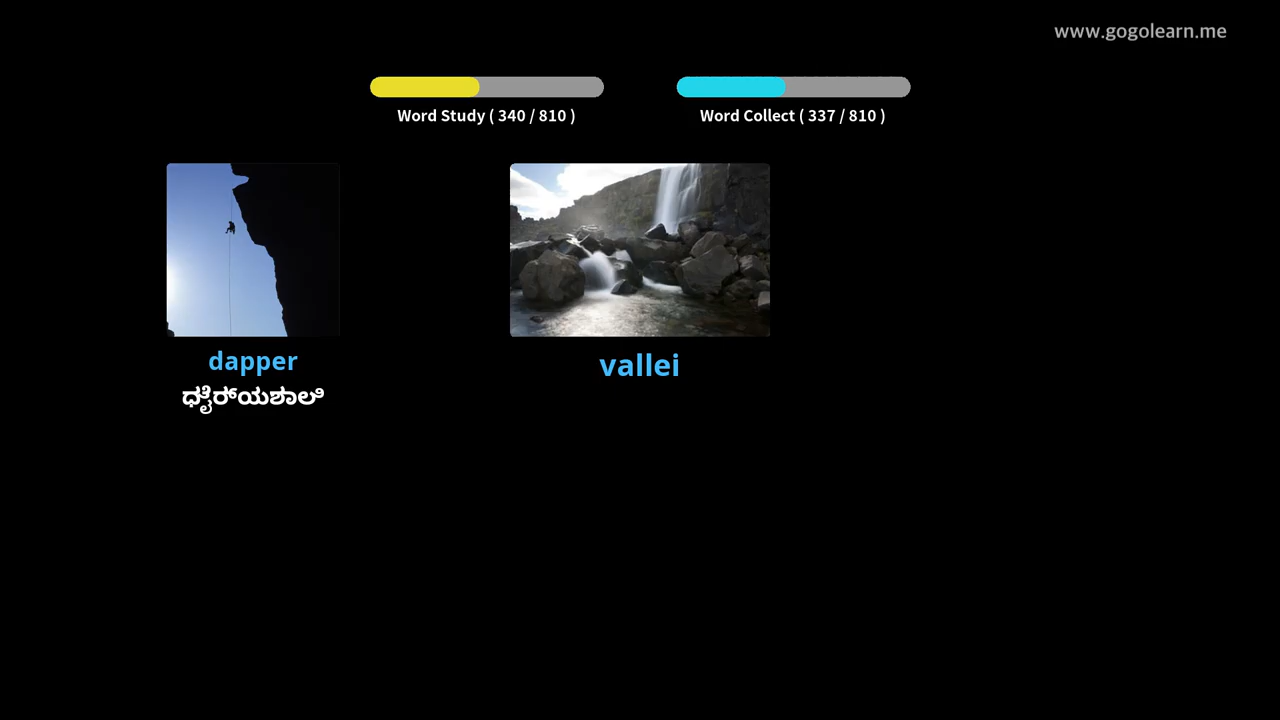 www.gogolearn.me
Word Study ( 340 / 810 )
Word Collect ( 337 / 810 )
dapper
ಧೈರ್ಯಶಾಲಿ
vallei